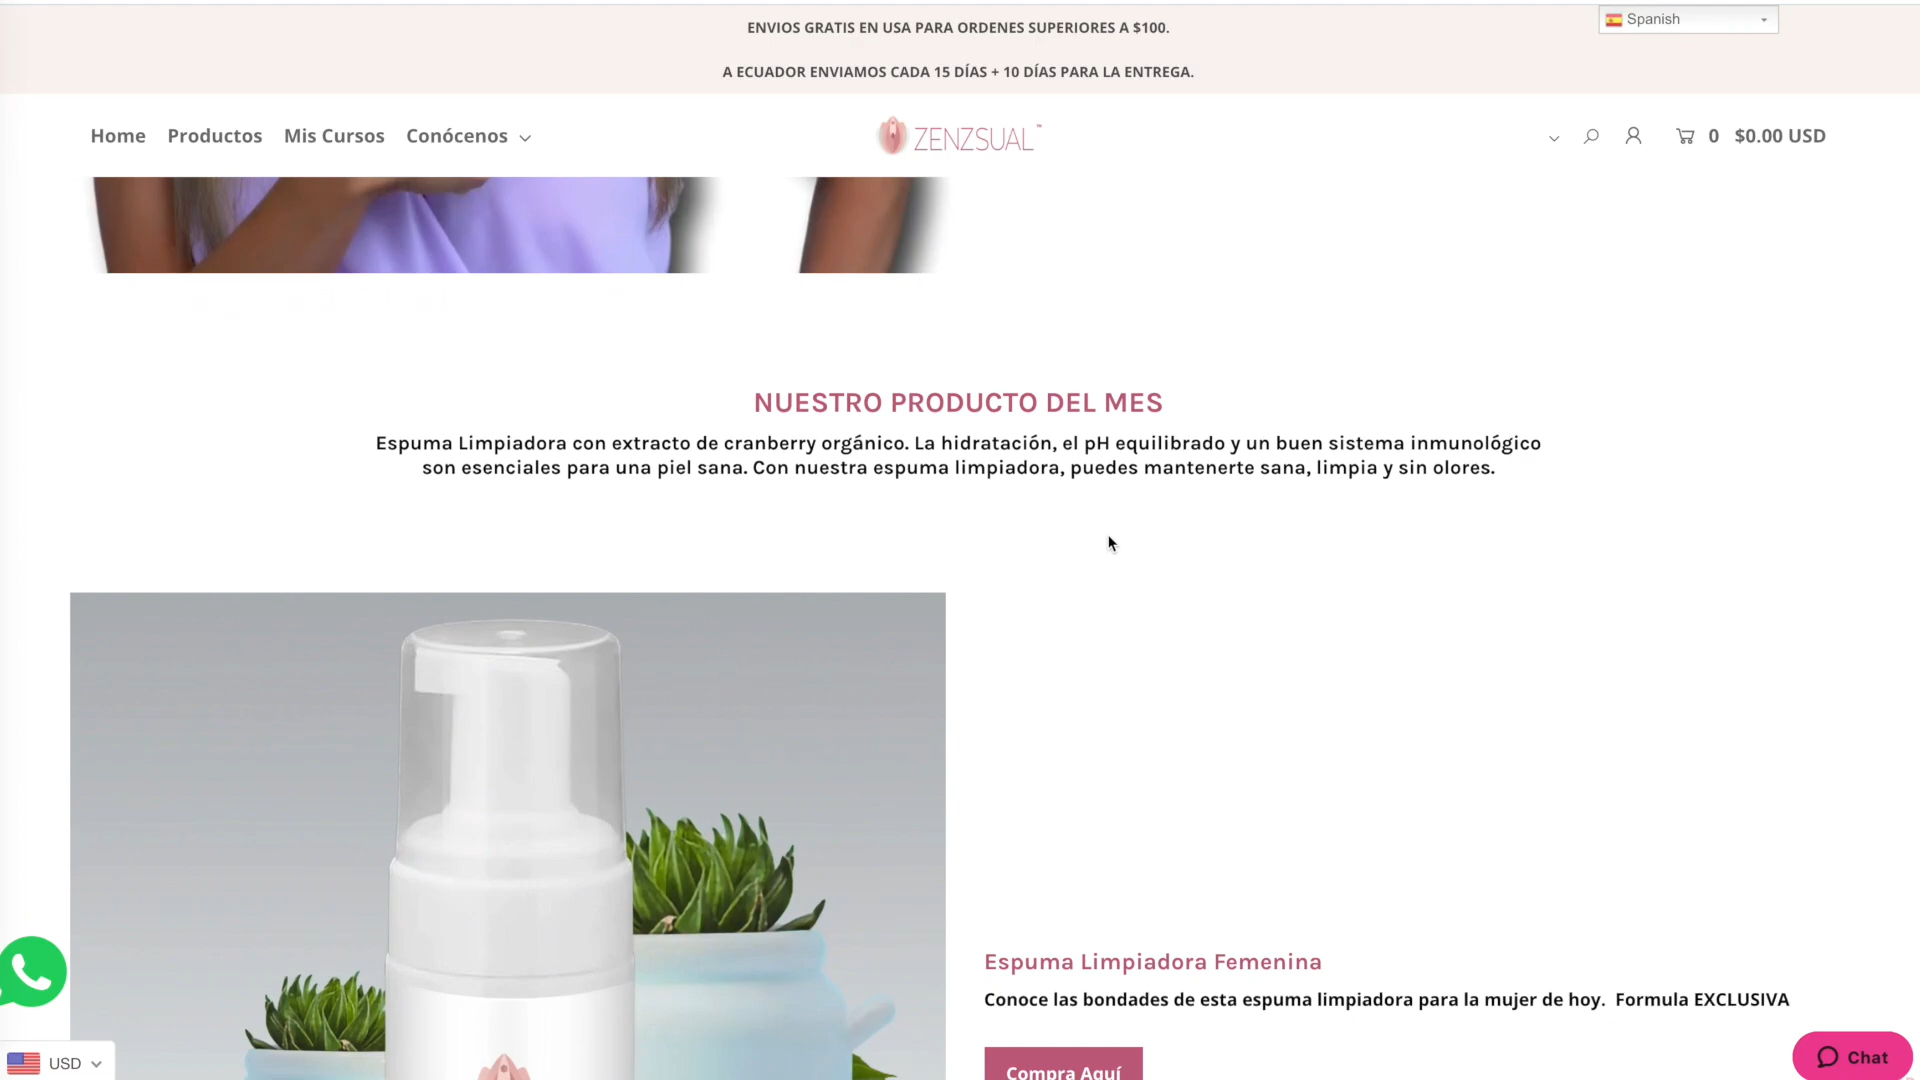 ENVIOS GRATIS EN USA PARA ORDENES SUPERIORES A $100.
Spanish
A ECUADOR ENVIAMOS CADA 15 DÍAS + 10 DÍAS PARA LA ENTREGA.
Home Productos Mis Cursos Conócenos
ZENZSUAL™
0 $0.00 USD
NUESTRO PRODUCTO DEL MES
Espuma Limpiadora con extracto de cranberry orgánico. La hidratación, el pH equilibrado y un buen sistema inmunológico
son esenciales para una piel sana. Con nuestra espuma limpiadora, puedes mantenerte sana, limpia y sin olores.
Espuma Limpiadora Femenina
Conoce las bondades de esta espuma limpiadora para la mujer de hoy. Formula EXCLUSIVA
Compra Aquí
USD
Chat